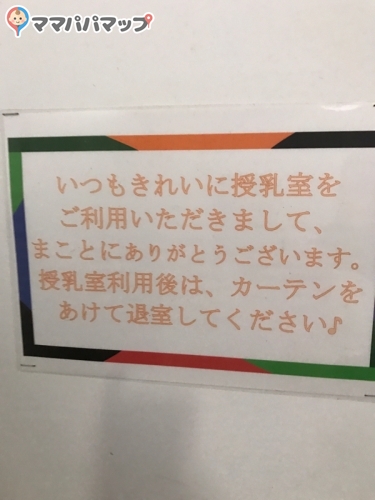 ママパパマップ
いつもきれいに授乳室を
ご利用いただきまして、
まことにありがとうございます。
授乳室利用後は、カーテンを
あけて退室してください♪